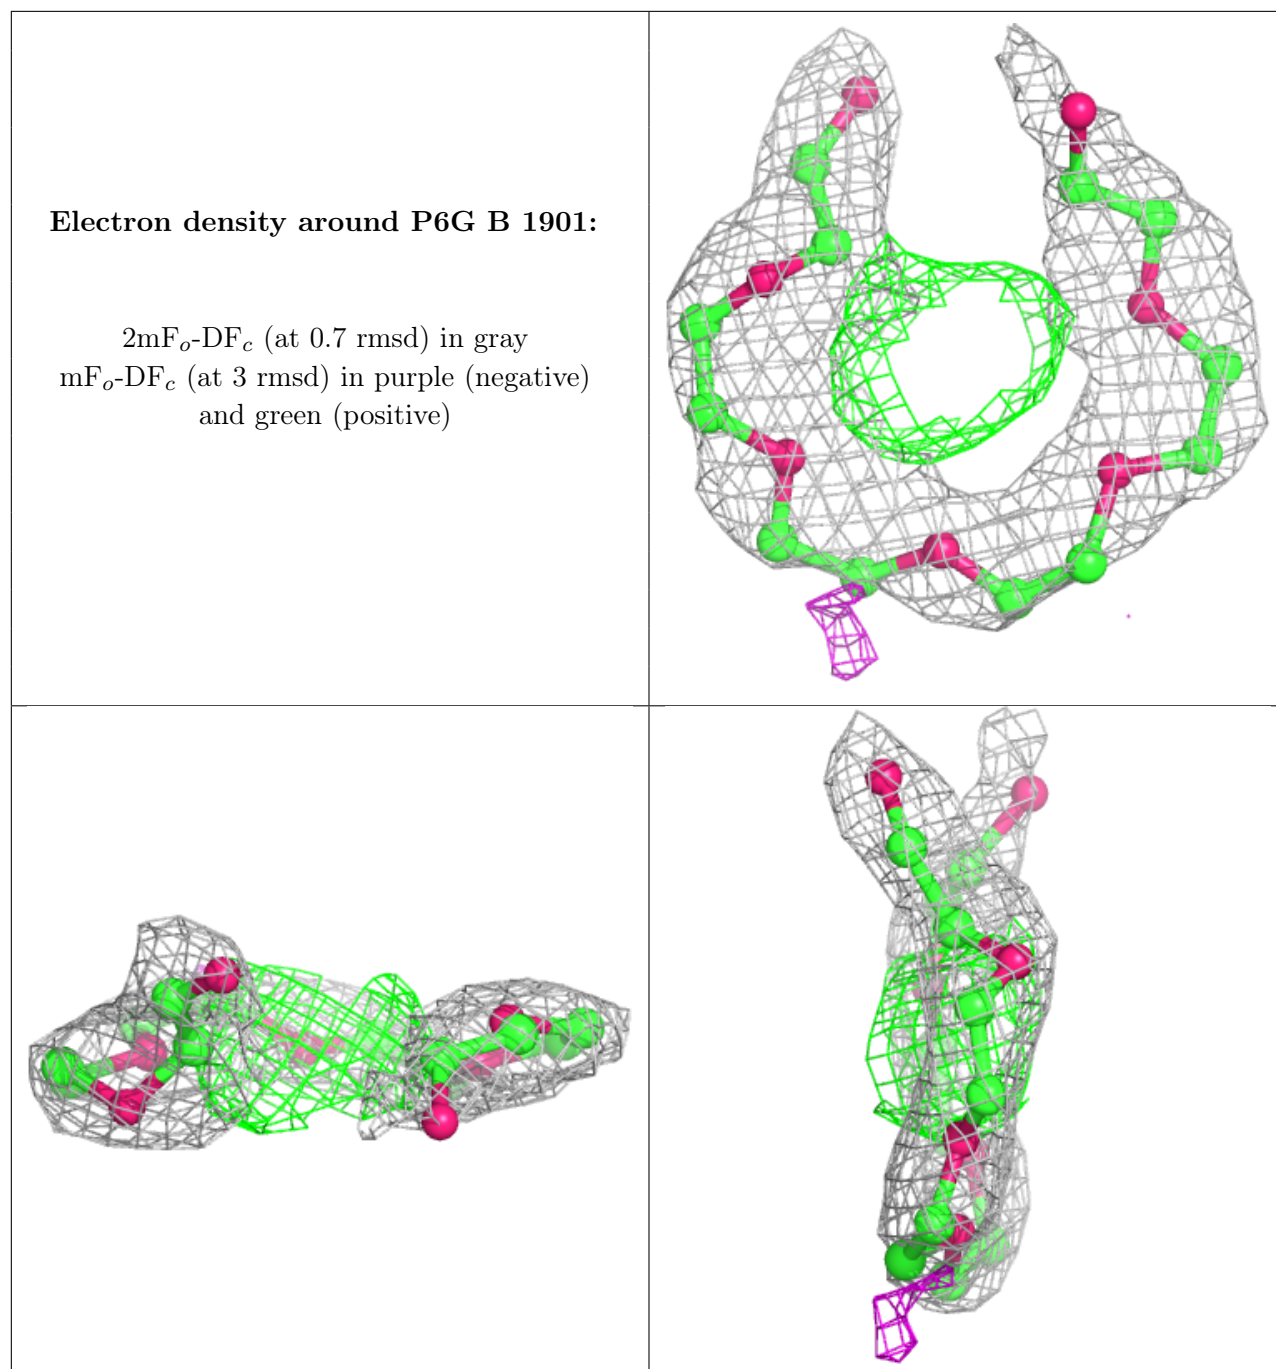 Electron density around P6G B 1901:
2mFo-DFc (at 0.7 rmsd) in gray
mFo-DFc (at 3 rmsd) in purple (negative)
and green (positive)